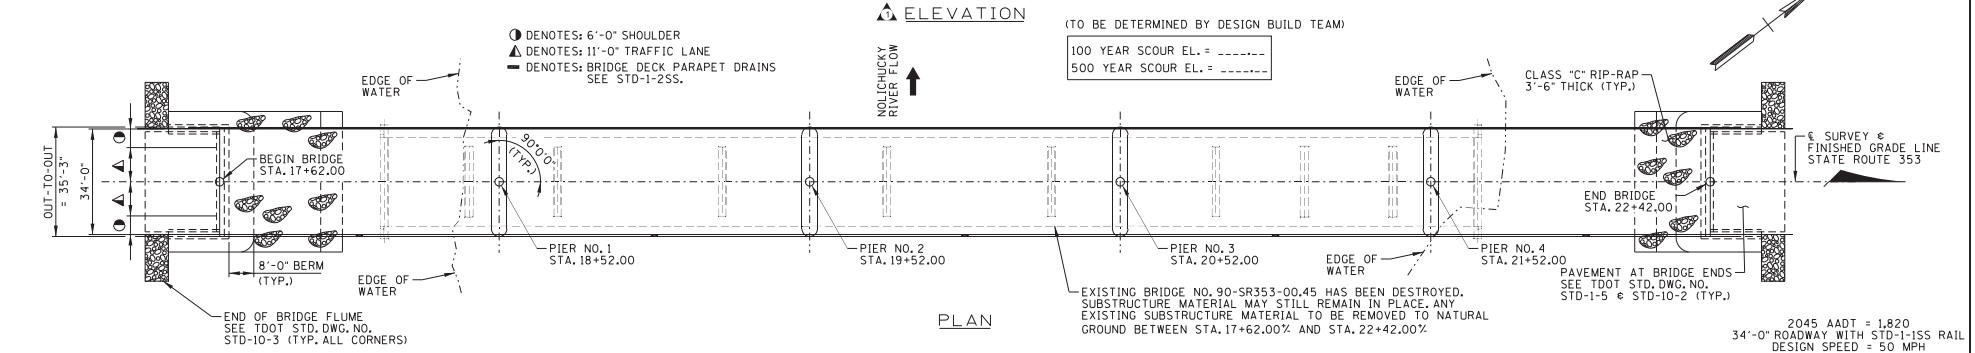 1 ELEVATION
DENOTES: 6'-0" SHOULDER
DENOTES: 11'-0" TRAFFIC LANE
DENOTES: BRIDGE DECK PARAPET DRAINS
SEE STD-1-2SS.
NOLICHUCKY
RIVER FLOW
(TO BE DETERMINED BY DESIGN BUILD TEAM)
100 YEAR SCOUR EL. = ____.__
500 YEAR SCOUR EL. = ____.__
EDGE OF
WATER
EDGE OF
WATER
CLASS "C" RIP-RAP
3'-6" THICK (TYP.)
OUT-TO-OUT
= 35'-3"
34'-0"
BEGIN BRIDGE
STA. 17+62.00
90°0'0"
(TYP.)
℄ SURVEY &
FINISHED GRADE LINE
STATE ROUTE 353
END BRIDGE
STA. 22+42.00
PIER NO. 1
STA. 18+52.00
PIER NO. 2
STA. 19+52.00
PIER NO. 3
STA. 20+52.00
PIER NO. 4
STA. 21+52.00
8'-0" BERM
(TYP.)
EDGE OF
WATER
EDGE OF
WATER
PAVEMENT AT BRIDGE ENDS
SEE TDOT STD. DWG. NO.
STD-1-5 & STD-10-2 (TYP.)
EXISTING BRIDGE NO. 90-SR353-00.45 HAS BEEN DESTROYED.
SUBSTRUCTURE MATERIAL MAY STILL REMAIN IN PLACE. ANY
EXISTING SUBSTRUCTURE MATERIAL TO BE REMOVED TO NATURAL
GROUND BETWEEN STA. 17+62.00± AND STA. 22+42.00±
END OF BRIDGE FLUME
SEE TDOT STD. DWG. NO.
STD-10-3 (TYP. ALL CORNERS)
PLAN
2045 AADT = 1,820
34'-0" ROADWAY WITH STD-1-1SS RAIL
DESIGN SPEED = 50 MPH